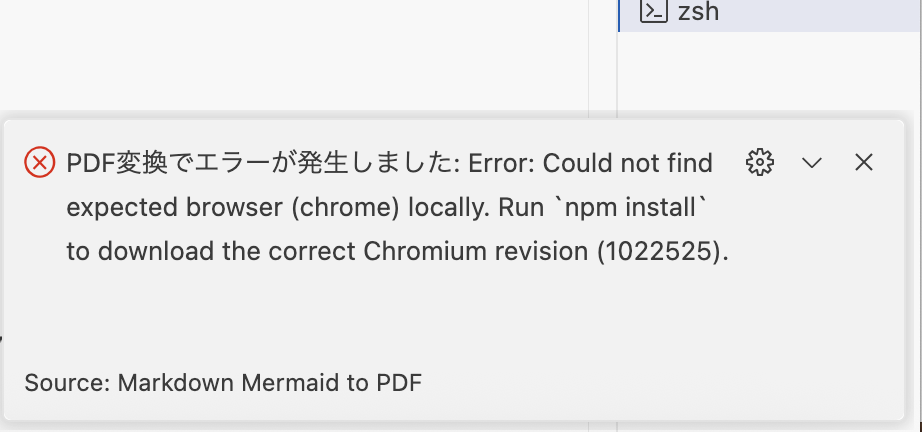 zsh
PDF変換でエラーが発生しました: Error: Could not find
expected browser (chrome) locally. Run `npm install`
to download the correct Chromium revision (1022525).
Source: Markdown Mermaid to PDF